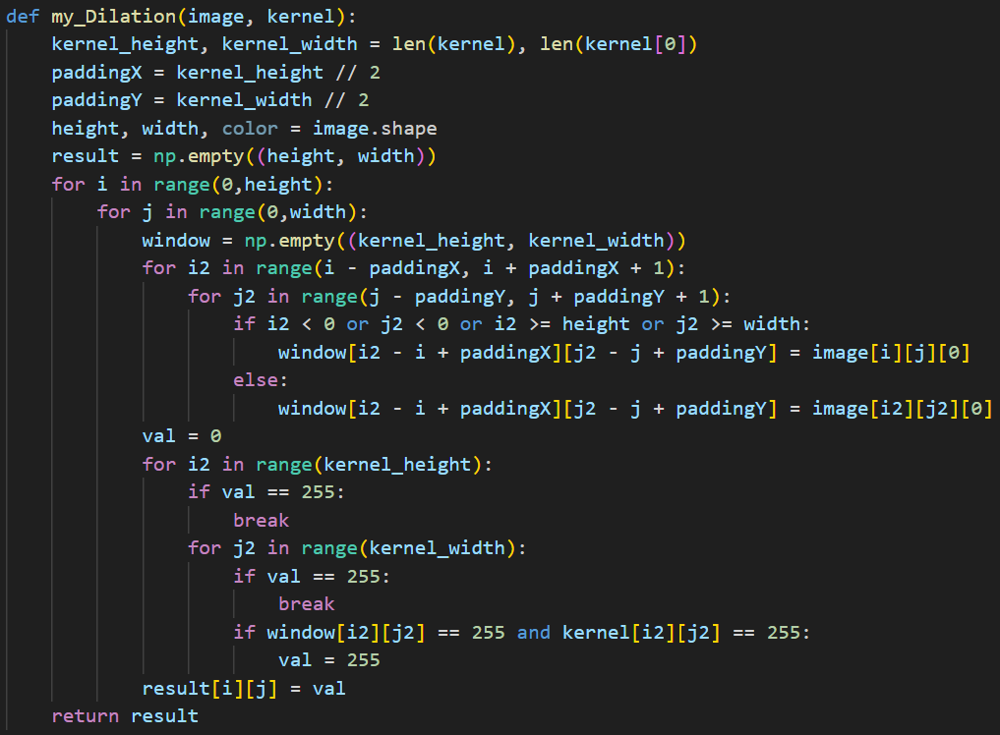 def my_Dilation(image, kernel):
    kernel_height, kernel_width = len(kernel), len(kernel[0])
    paddingX = kernel_height // 2
    paddingY = kernel_width // 2
    height, width, color = image.shape
    result = np.empty((height, width))
    for i in range(0,height):
        for j in range(0,width):
            window = np.empty((kernel_height, kernel_width))
            for i2 in range(i - paddingX, i + paddingX + 1):
                for j2 in range(j - paddingY, j + paddingY + 1):
                    if i2 < 0 or j2 < 0 or i2 >= height or j2 >= width:
                        window[i2 - i + paddingX][j2 - j + paddingY] = image[i][j][0]
                    else:
                        window[i2 - i + paddingX][j2 - j + paddingY] = image[i2][j2][0]
            val = 0
            for i2 in range(kernel_height):
                if val == 255:
                    break
                for j2 in range(kernel_width):
                    if val == 255:
                        break
                    if window[i2][j2] == 255 and kernel[i2][j2] == 255:
                        val = 255
            result[i][j] = val
    return result